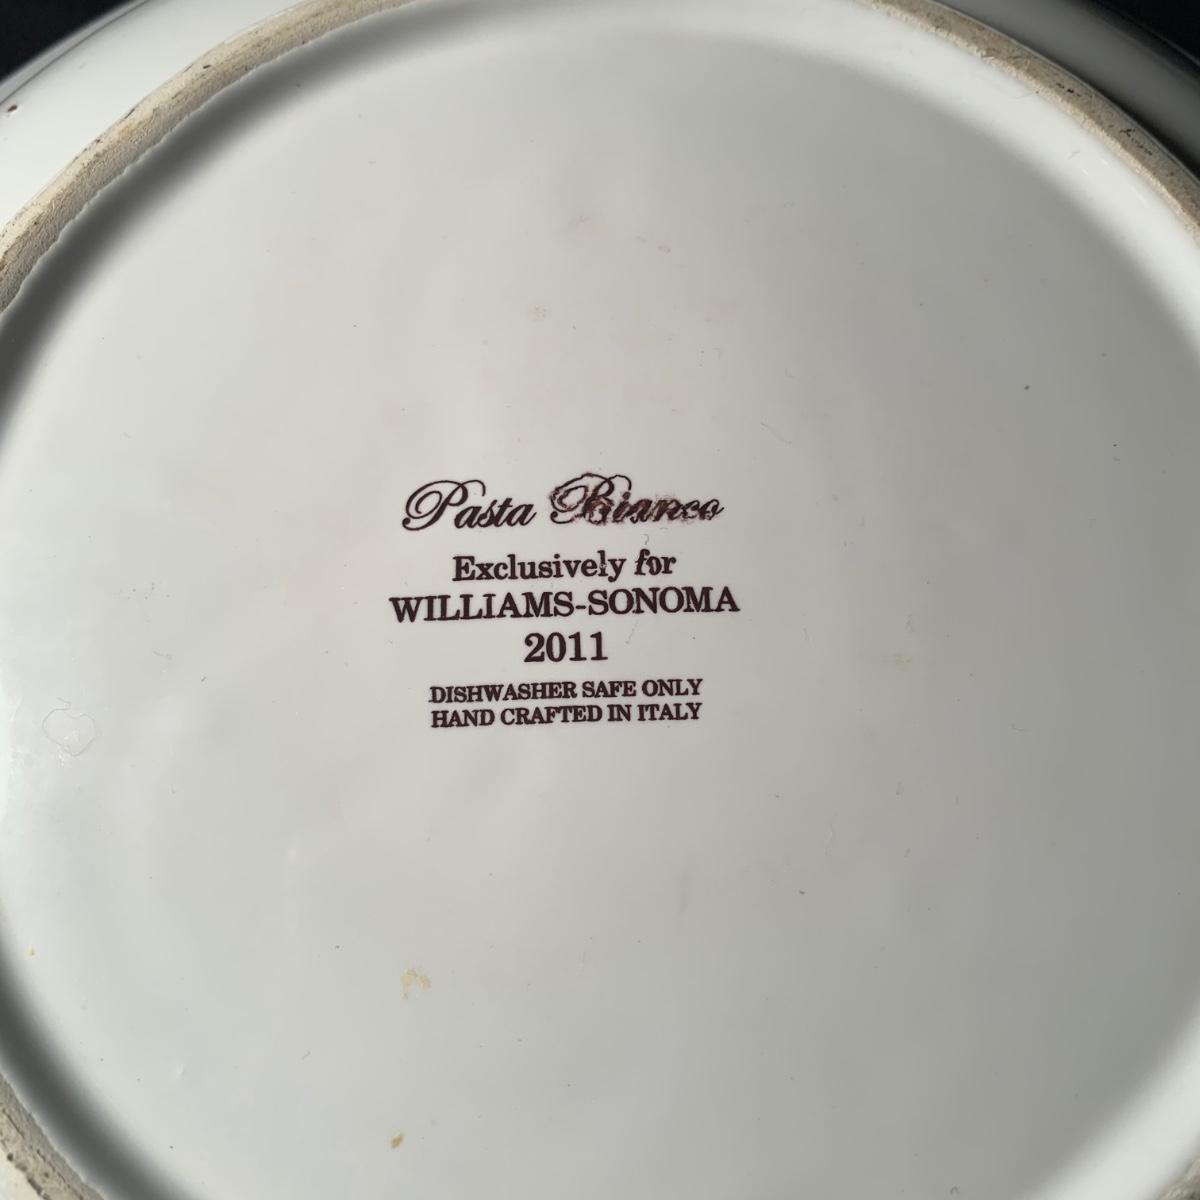 Pasta Bianco
Exclusively for
WILLIAMS-SONOMA
2011
DISHWASHER SAFE ONLY
HAND CRAFTED IN ITALY